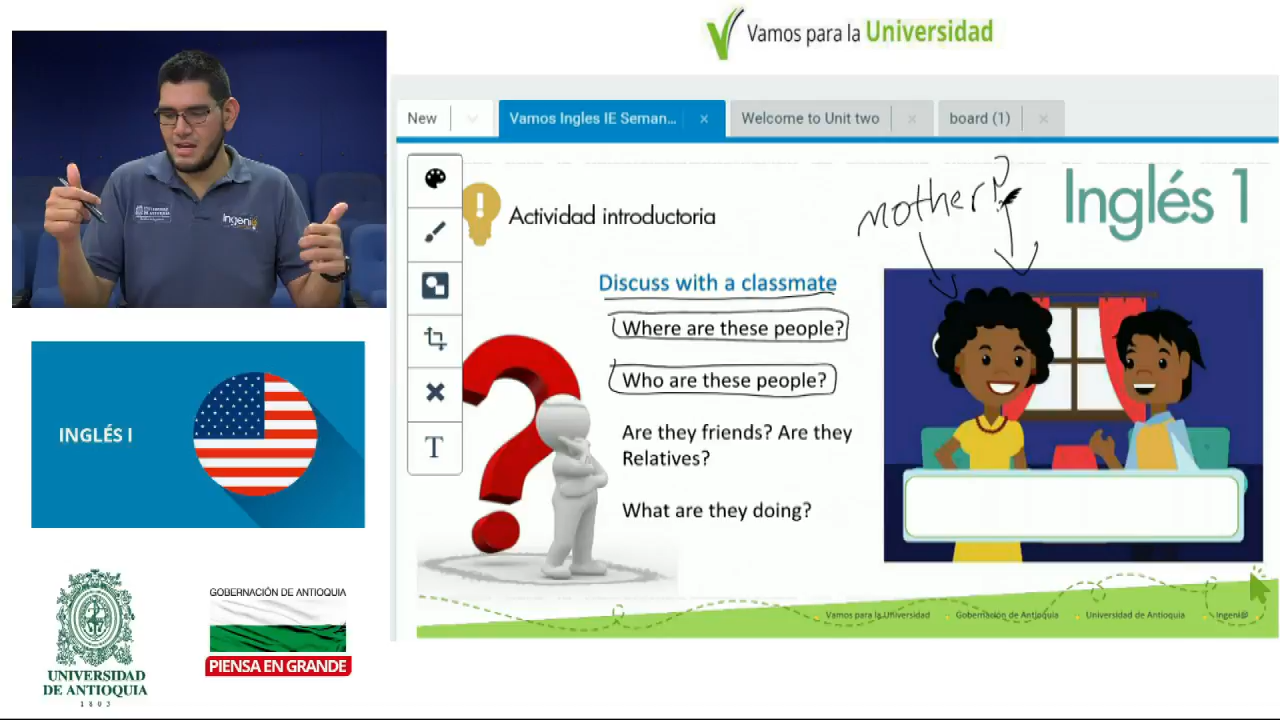 Vamos para la Universidad
New
Vamos Ingles IE Seman...
Welcome to Unit two
board (1)
Actividad introductoria
mother?
Inglés 1
Discuss with a classmate
Where are these people?
Who are these people?
Are they friends? Are they
Relatives?
What are they doing?
T
Ingeni@
INGLÉS I
UNIVERSIDAD
DE ANTIOQUIA
1803
GOBERNACIÓN DE ANTIOQUIA
PIENSA EN GRANDE
Vamos para la Universidad
Gobernación de Antioquia
Universidad de Antioquia
Ingeni@